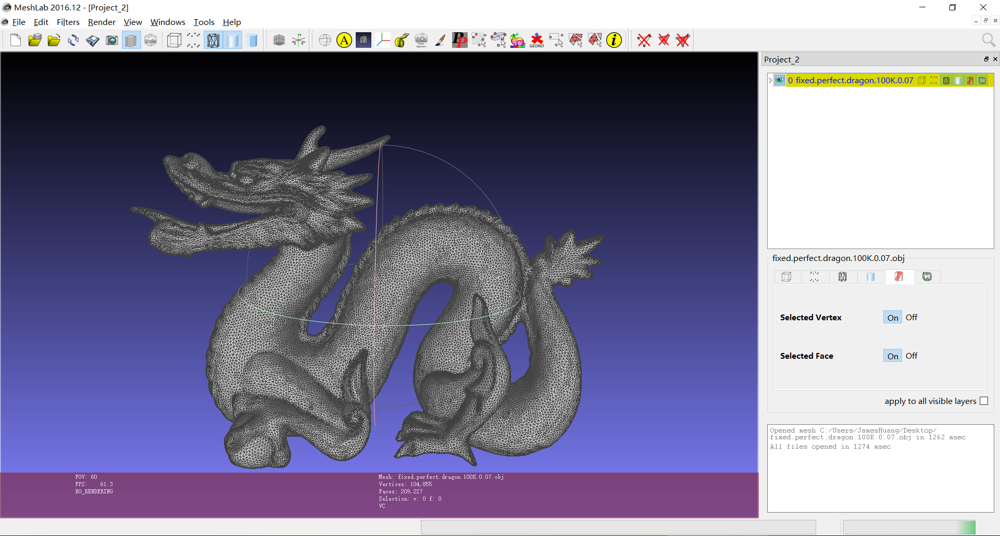 MeshLab 2016.12 - [Project_2]
File Edit Filters Render View Windows Tools Help
A
PP
GEOREF
i
Project_2
0 fixed.perfect.dragon.100K.0.07
fixed.perfect.dragon.100K.0.07.obj
Selected Vertex On Off
Selected Face On Off
apply to all visible layers
Opened mesh C:/Users/JamesHuang/Desktop/
fixed.perfect.dragon.100K.0.07.obj in 1262 msec
All files opened in 1274 msec
FOV: 60
FPS: 61.3
BO_RENDERING
Mesh: fixed.perfect.dragon.100K.0.07.obj
Vertices: 104,855
Faces: 209,227
Selection: v: 0 f: 0
VC